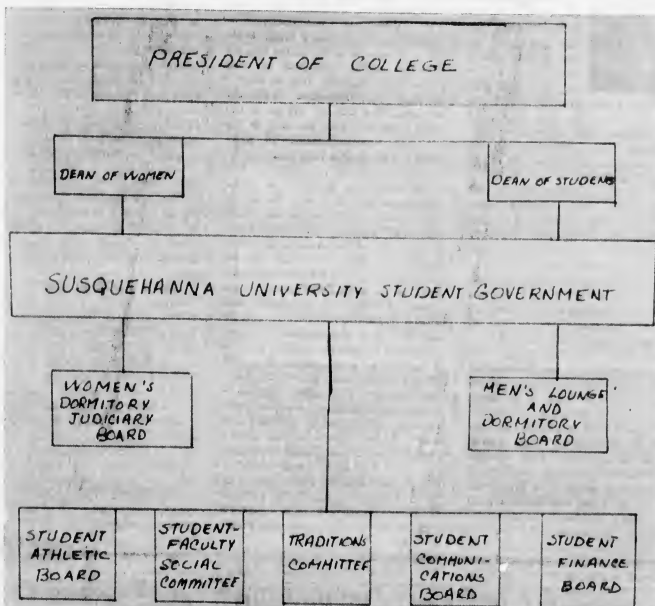 PRESIDENT OF COLLEGE
DEAN OF WOMEN
DEAN OF STUDENTS
SUSQUEHANNA UNIVERSITY STUDENT GOVERNMENT
WOMEN'S
DORMITORY
JUDICIARY
BOARD
MEN'S LOUNGE
AND
DORMITORY
BOARD
STUDENT
ATHLETIC
BOARD
STUDENT-
FACULTY
SOCIAL
COMMITTEE
TRADITIONS
COMMITTEE
STUDENT
COMMUNI-
CATIONS
BOARD
STUDENT
FINANCE
BOARD